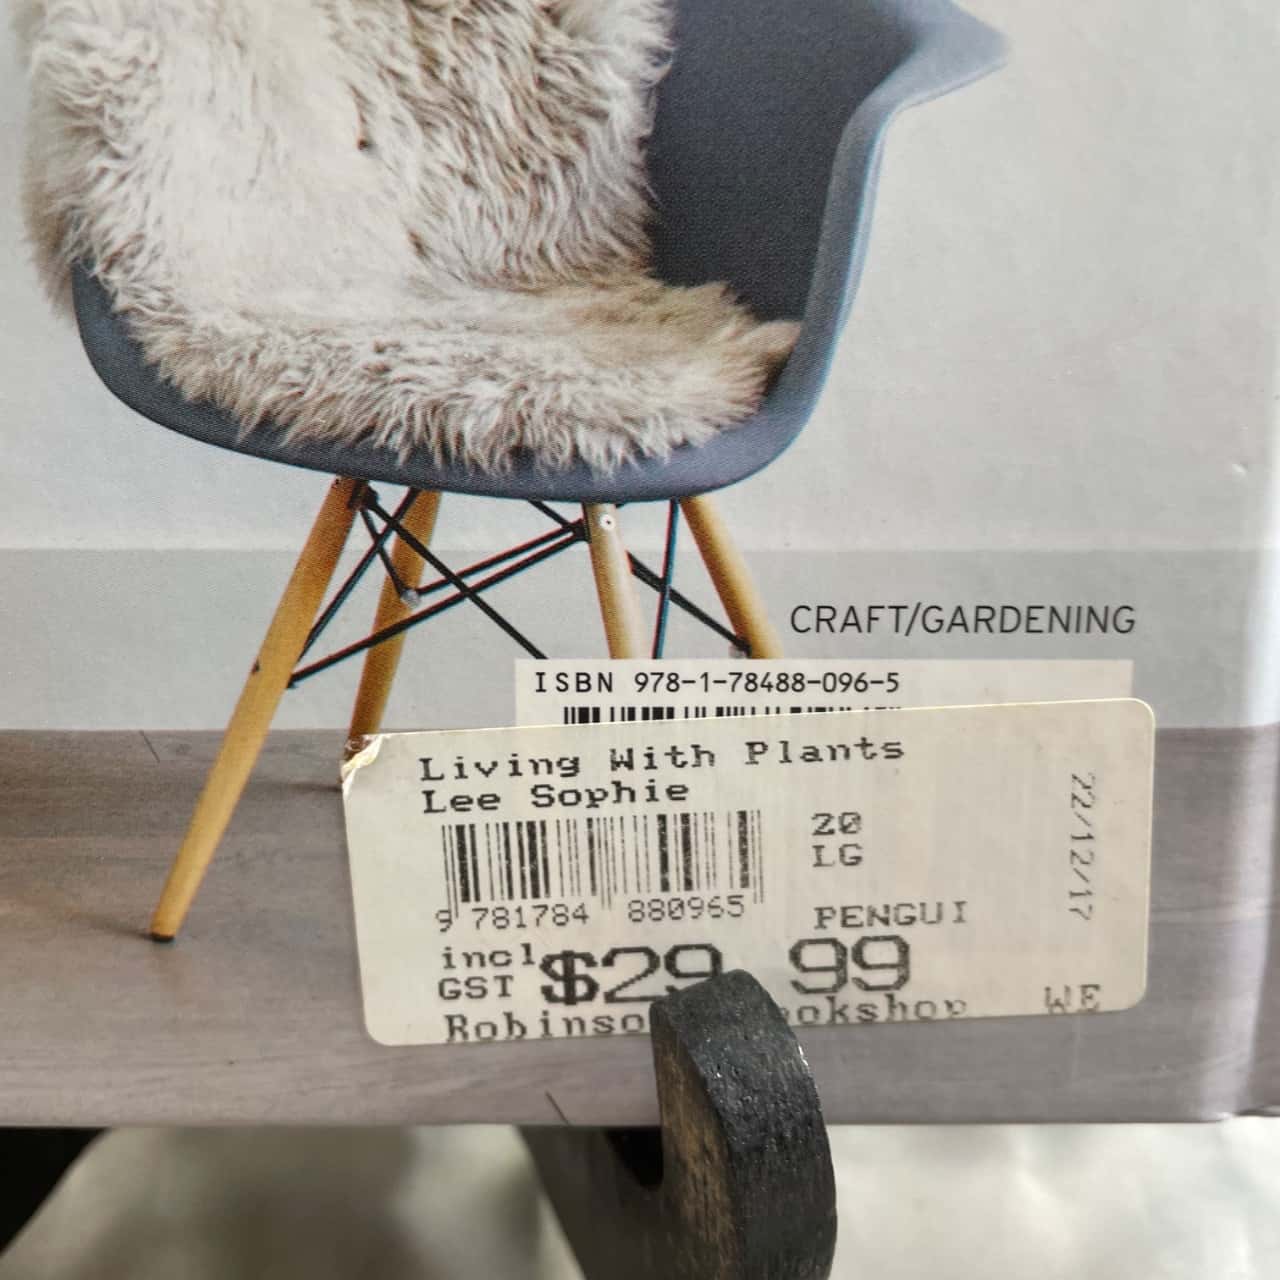 CRAFT/GARDENING
ISBN 978-1-78488-096-5
Living With Plants
Lee Sophie
20
LG
9 781784 880965
PENGUI
22/12/17
incl
GST
$29 99
WE